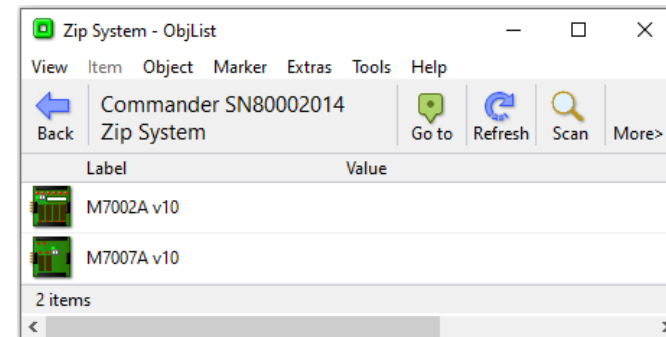 Zip System - ObjList
View Item Object Marker Extras Tools Help
Back
Commander SN80002014
Zip System
Go to Refresh Scan More>
Label Value
M7002A v10
M7007A v10
2 items